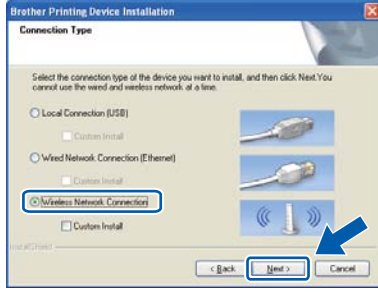 Brother Printing Device Installation
Connection Type
Select the connection type of the device you want to install, and then click Next.You
cannot use the wired and wireless network at a time.
Local Connection (USB)
Custom Install
Wired Network Connection (Ethernet)
Custom Install
Wireless Network Connection
Custom Install
InstallShield
< Back
Next >
Cancel